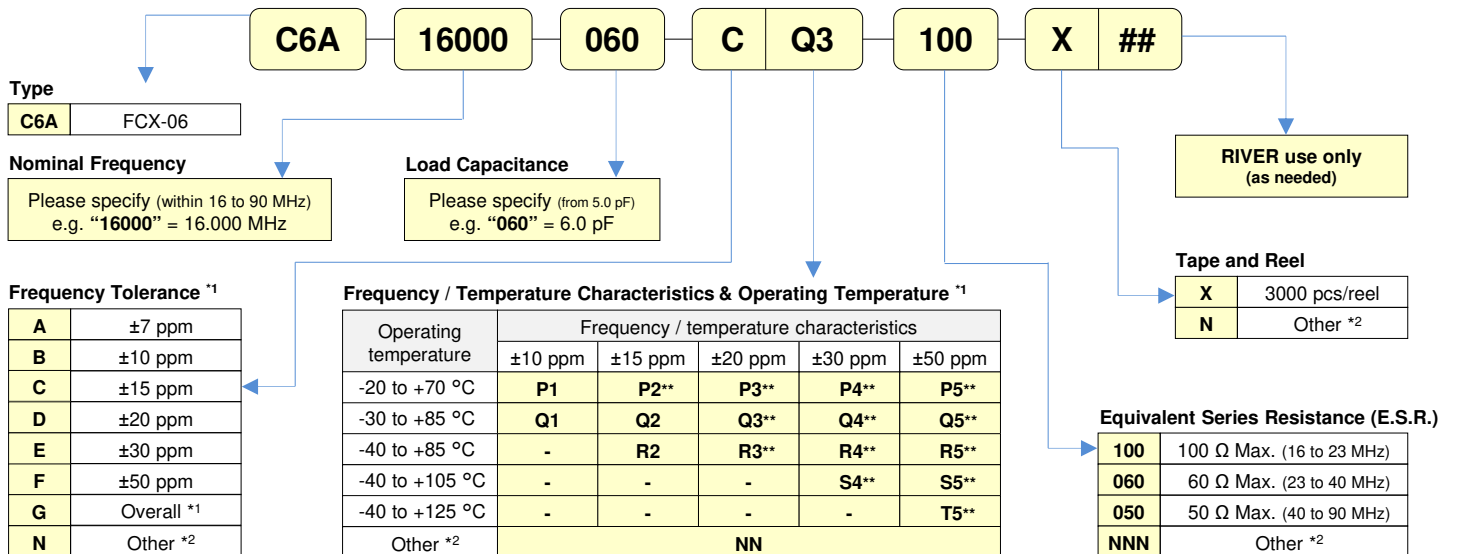 C6A 16000 060 C Q3 100 X ##
Type
C6A FCX-06
Nominal Frequency
Please specify (within 16 to 90 MHz)
e.g. “16000” = 16.000 MHz
Load Capacitance
Please specify (from 5.0 pF)
e.g. “060” = 6.0 pF
RIVER use only
(as needed)
Tape and Reel
X 3000 pcs/reel
N Other *2
Frequency Tolerance *1
A ±7 ppm
B ±10 ppm
C ±15 ppm
D ±20 ppm
E ±30 ppm
F ±50 ppm
G Overall *1
N Other *2
Frequency / Temperature Characteristics & Operating Temperature *1
Operating
temperature
Frequency / temperature characteristics
±10 ppm ±15 ppm ±20 ppm ±30 ppm ±50 ppm
-20 to +70 °C P1 P2** P3** P4** P5**
-30 to +85 °C Q1 Q2 Q3** Q4** Q5**
-40 to +85 °C - R2 R3** R4** R5**
-40 to +105 °C - - - S4** S5**
-40 to +125 °C - - - - T5**
Other *2 NN
Equivalent Series Resistance (E.S.R.)
100 100 Ω Max. (16 to 23 MHz)
060 60 Ω Max. (23 to 40 MHz)
050 50 Ω Max. (40 to 90 MHz)
NNN Other *2